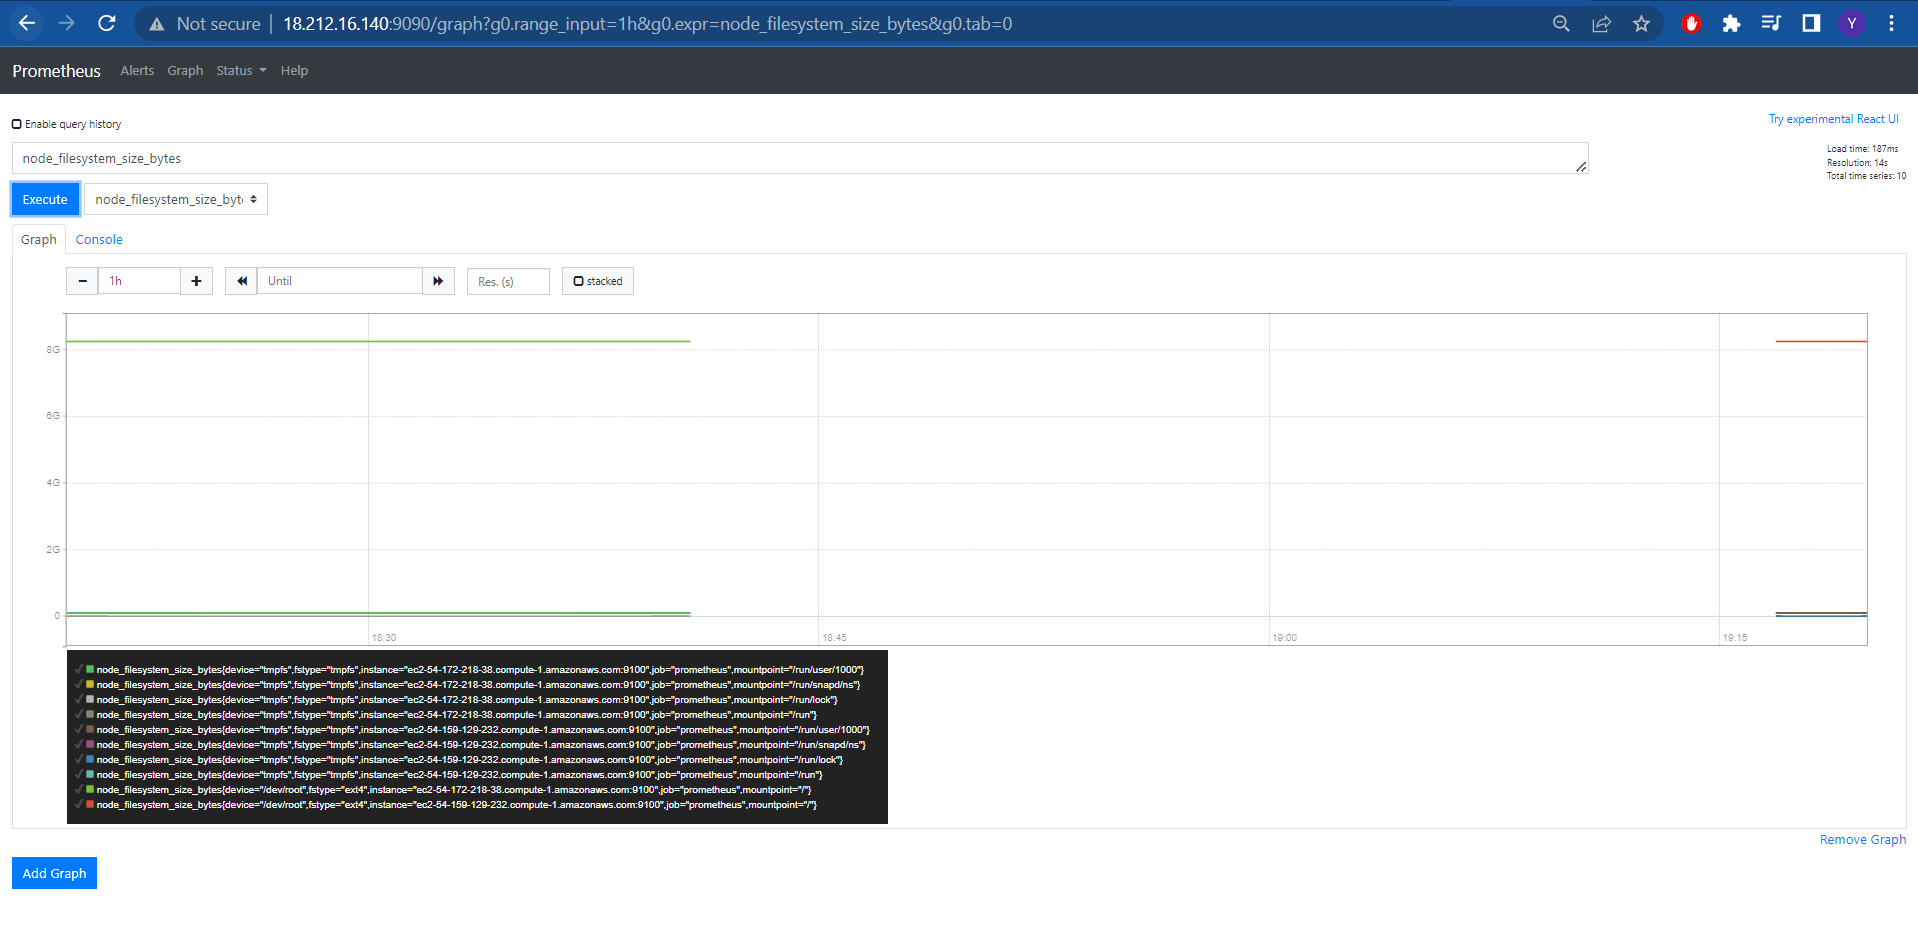 Not secure 18.212.16.140:9090/graph?g0.range_input=1h&g0.expr=node_filesystem_size_bytes&g0.tab=0 Y
Prometheus Alerts Graph Status Help
Enable query history Try experimental React UI
node_filesystem_size_bytes
Load time: 187ms
Resolution: 14s
Total time series: 10
Execute node_filesystem_size_byt
Graph Console
1h Until Res. (s) stacked
8G
6G
4G
2G
0
18:30 18:45 19:00 19:15
node_filesystem_size_bytes{device="tmpfs",fstype="tmpfs",instance="ec2-54-172-218-38.compute-1.amazonaws.com:9100",job="prometheus",mountpoint="/run/user/1000"}
node_filesystem_size_bytes{device="tmpfs",fstype="tmpfs",instance="ec2-54-172-218-38.compute-1.amazonaws.com:9100",job="prometheus",mountpoint="/run/snapd/ns"}
node_filesystem_size_bytes{device="tmpfs",fstype="tmpfs",instance="ec2-54-172-218-38.compute-1.amazonaws.com:9100",job="prometheus",mountpoint="/run/lock"}
node_filesystem_size_bytes{device="tmpfs",fstype="tmpfs",instance="ec2-54-172-218-38.compute-1.amazonaws.com:9100",job="prometheus",mountpoint="/run"}
node_filesystem_size_bytes{device="tmpfs",fstype="tmpfs",instance="ec2-54-159-129-232.compute-1.amazonaws.com:9100",job="prometheus",mountpoint="/run/user/1000"}
node_filesystem_size_bytes{device="tmpfs",fstype="tmpfs",instance="ec2-54-159-129-232.compute-1.amazonaws.com:9100",job="prometheus",mountpoint="/run/snapd/ns"}
node_filesystem_size_bytes{device="tmpfs",fstype="tmpfs",instance="ec2-54-159-129-232.compute-1.amazonaws.com:9100",job="prometheus",mountpoint="/run/lock"}
node_filesystem_size_bytes{device="tmpfs",fstype="tmpfs",instance="ec2-54-159-129-232.compute-1.amazonaws.com:9100",job="prometheus",mountpoint="/run"}
node_filesystem_size_bytes{device="/dev/root",fstype="ext4",instance="ec2-54-172-218-38.compute-1.amazonaws.com:9100",job="prometheus",mountpoint="/"}
node_filesystem_size_bytes{device="/dev/root",fstype="ext4",instance="ec2-54-159-129-232.compute-1.amazonaws.com:9100",job="prometheus",mountpoint="/"}
Remove Graph
Add Graph